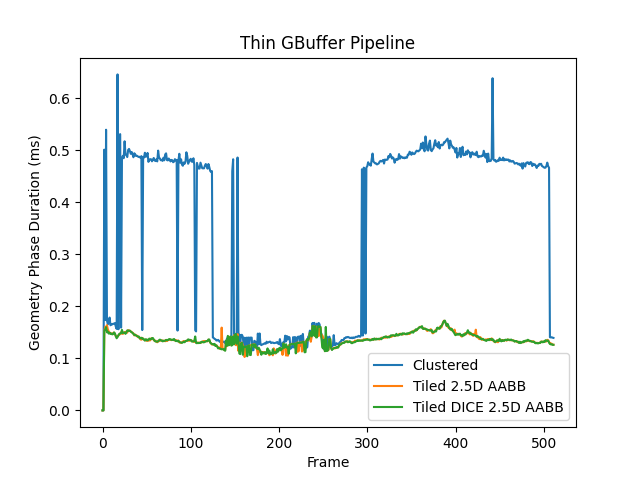 Thin GBuffer Pipeline
Geometry Phase Duration (ms)
0.6
0.5
0.4
0.3
0.2
0.1
0.0
Clustered
Tiled 2.5D AABB
Tiled DICE 2.5D AABB
0 100 200 300 400 500
Frame